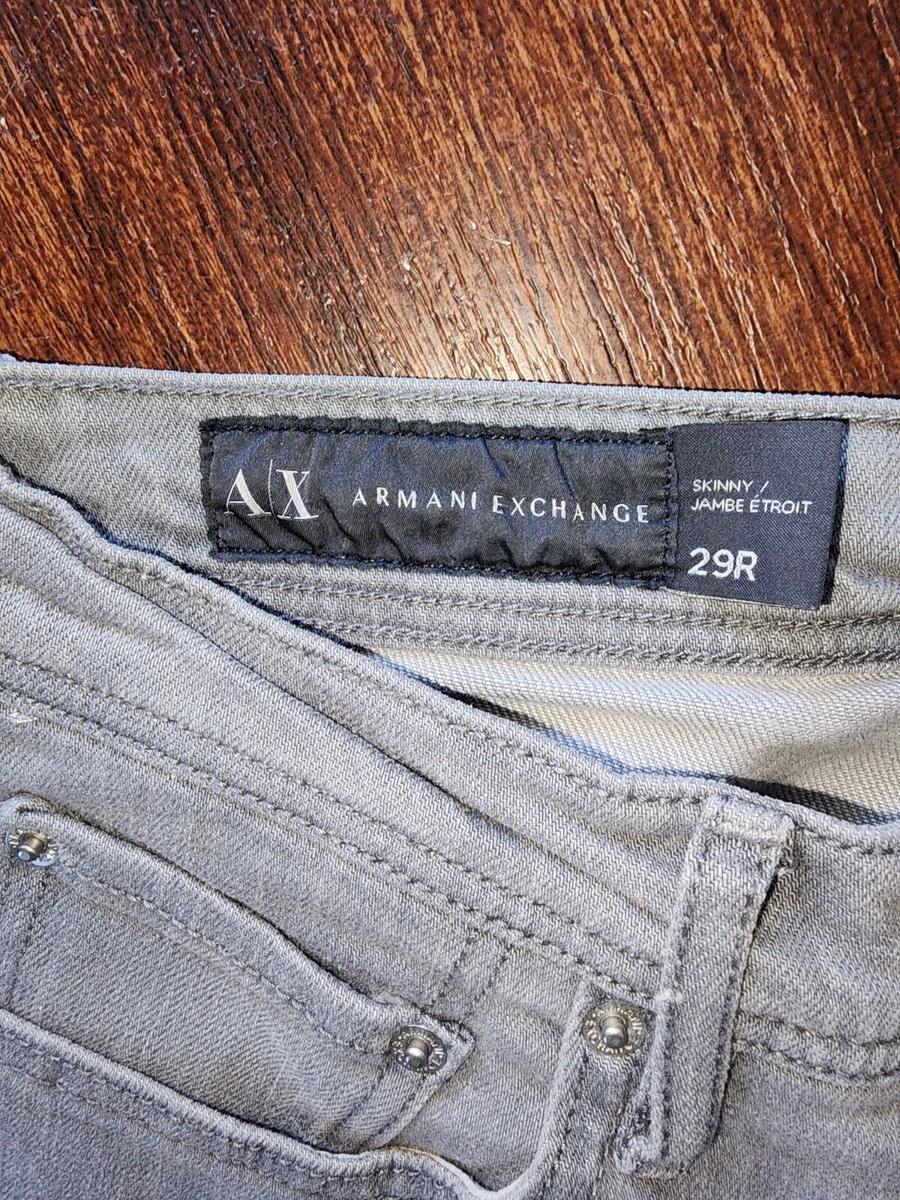 A|X ARMANI EXCHANGE
SKINNY /
JAMBE ÉTROIT
29R